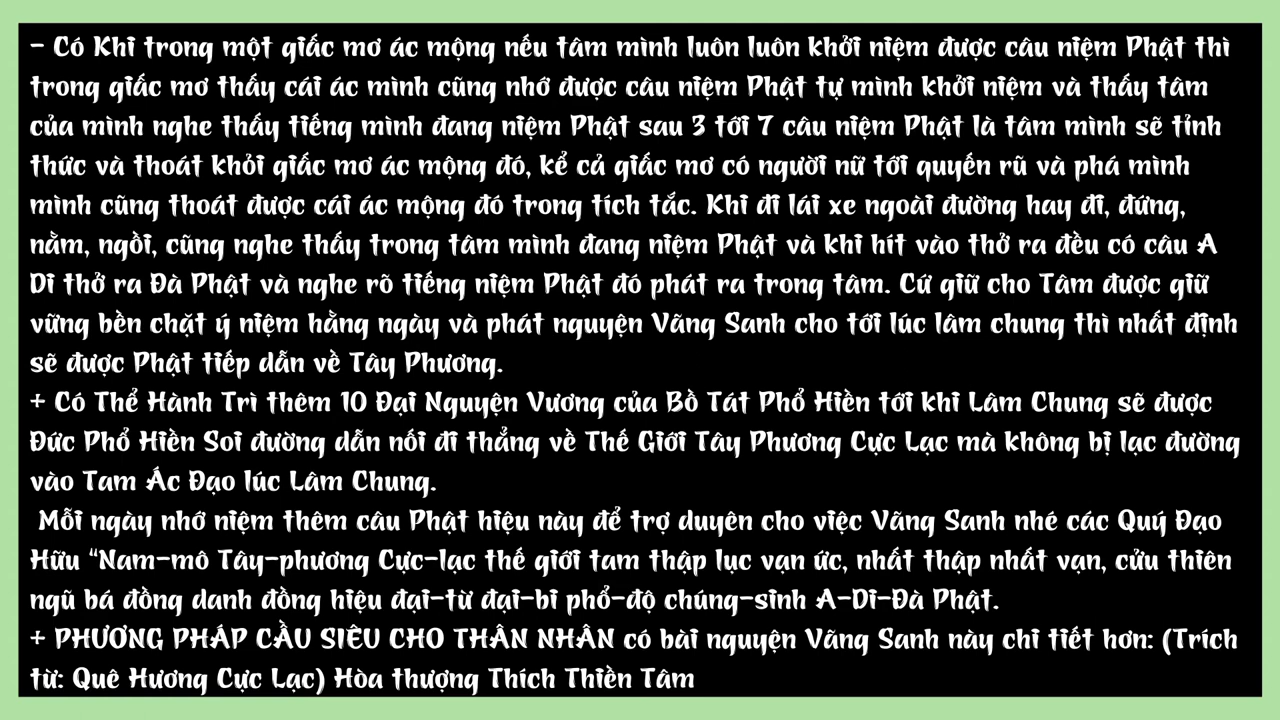 - Có Khi trong một giấc mơ ác mộng nếu tâm mình luôn luôn khởi niệm được câu niệm Phật thì
trong giấc mơ thấy cái ác mình cũng nhớ được câu niệm Phật tự mình khởi niệm và thấy tâm
của mình nghe thấy tiếng mình đang niệm Phật sau 3 tới 7 câu niệm Phật là tâm mình sẽ tỉnh
thức và thoát khỏi giấc mơ ác mộng đó, kể cả giấc mơ có người nữ tới quyến rũ và phá mình
mình cũng thoát được cái ác mộng đó trong tích tắc. Khi đi lái xe ngoài đường hay đi, đứng,
nằm, ngồi, cũng nghe thấy trong tâm mình đang niệm Phật và khi hít vào thở ra đều có câu A
Di thở ra Đà Phật và nghe rõ tiếng niệm Phật đó phát ra trong tâm. Cứ giữ cho Tâm được giữ
vững bền chặt ý niệm hằng ngày và phát nguyện Vãng Sanh cho tới lúc lâm chung thì nhất định
sẽ được Phật tiếp dẫn về Tây Phương.
+ Có Thể Hành Trì thêm 10 Đại Nguyện Vương của Bồ Tát Phổ Hiền tới khi Lâm Chung sẽ được
Đức Phổ Hiền Soi đường dẫn nối đi thẳng về Thế Giới Tây Phương Cực Lạc mà không bị lạc đường
vào Tam Ác Đạo lúc Lâm Chung.
Mỗi ngày nhớ niệm thêm câu Phật hiệu này để trợ duyên cho việc Vãng Sanh nhé các Quý Đạo
Hữu "Nam-mô Tây-phương Cực-lạc thế giới tam thập lục vạn ức, nhất thập nhất vạn, cửu thiên
ngũ bá đồng danh đồng hiệu đại-từ đại-bi phổ-độ chúng-sinh A-Di-Đà Phật.
+ PHƯƠNG PHÁP CẦU SIÊU CHO THÂN NHÂN có bài nguyện Vãng Sanh này chi tiết hơn: (Trích
từ: Quê Hương Cực Lạc) Hòa thượng Thích Thiền Tâm